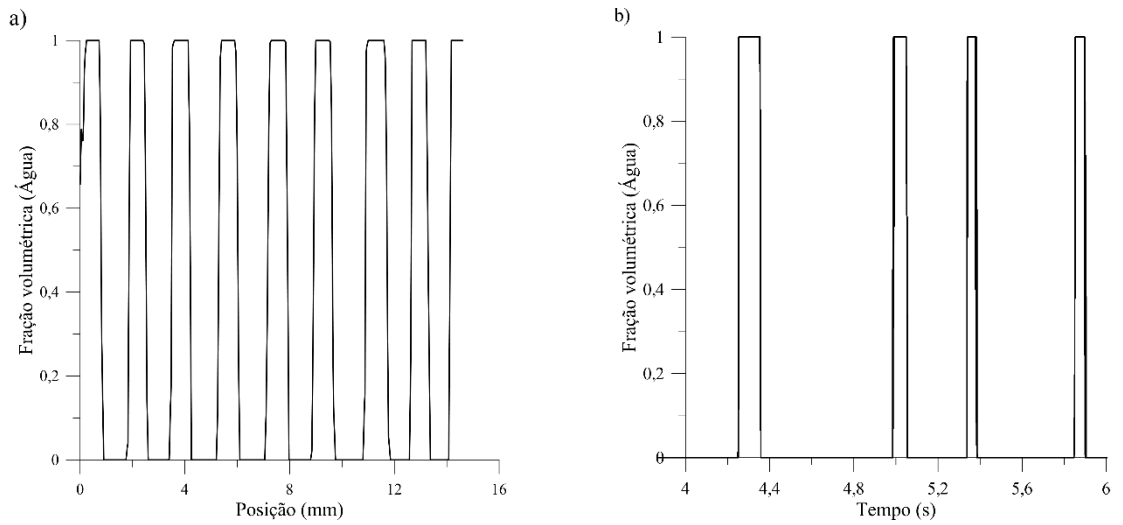 a)
1
0,8
0,6
0,4
0,2
0
Fração volumétrica (Água)
0 4 8 12 16
Posição (mm)
b)
1
0,8
0,6
0,4
0,2
0
Fração volumétrica (Água)
4 4,4 4,8 5,2 5,6 6
Tempo (s)